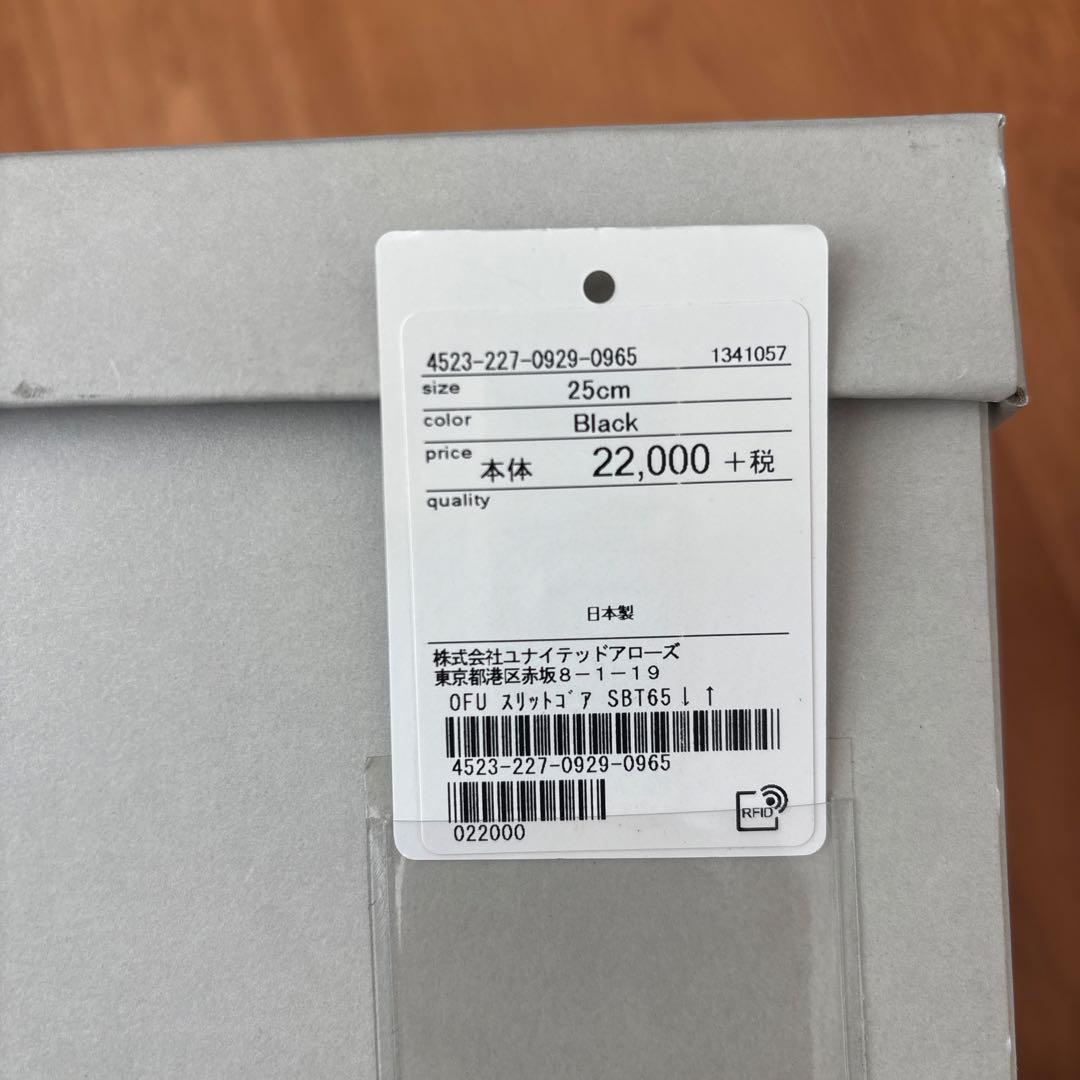 4523-227-0929-0965 1341057
size 25cm
color Black
price 本体 22,000 +税
quality
日本製
株式会社ユナイテッドアローズ
東京都港区赤坂8-1-19
OFU スリットゴア SBT65↓ ↑
4523-227-0929-0965
022000
RFID